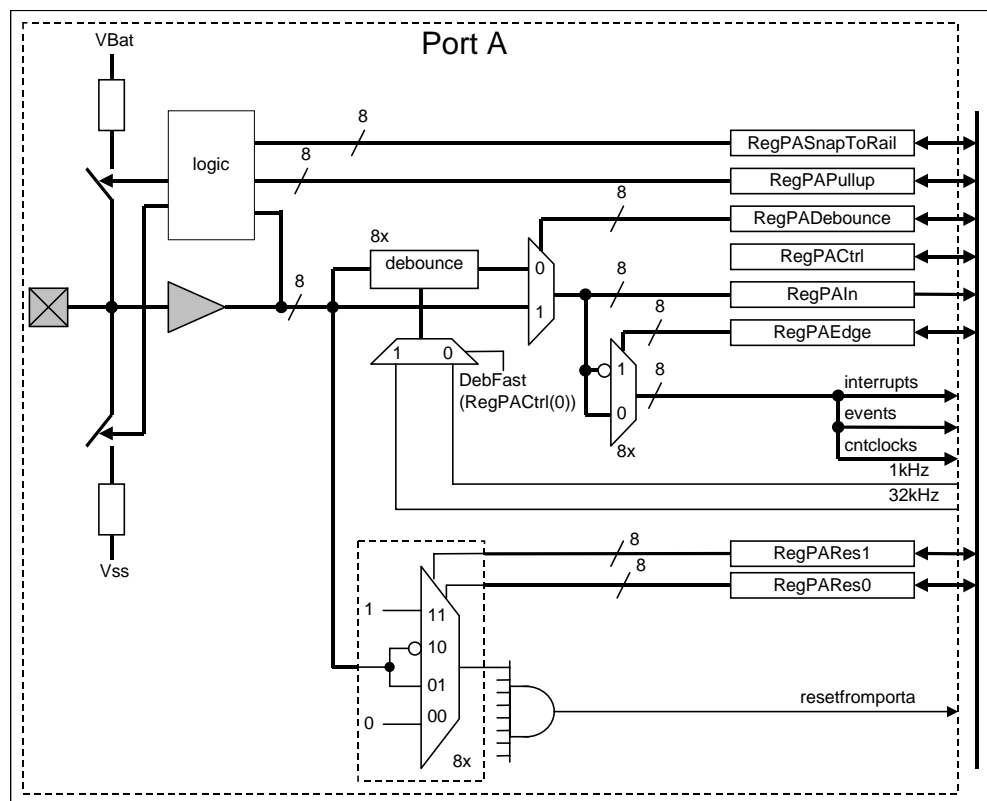 Port A
VBat
8
RegPASnapToRail
logic
8
RegPAPullup
8
RegPADebounce
8x
debounce
0
RegPACtrl
8
8
1
RegPAIn
8
RegPAEdge
1 0
DebFast
(RegPACtrl(0))
1
8
interrupts
0
events
8x
cntclocks
1kHz
32kHz
Vss
8
RegPARes1
8
RegPARes0
1
11
10
01
00
0
8x
resetfromporta